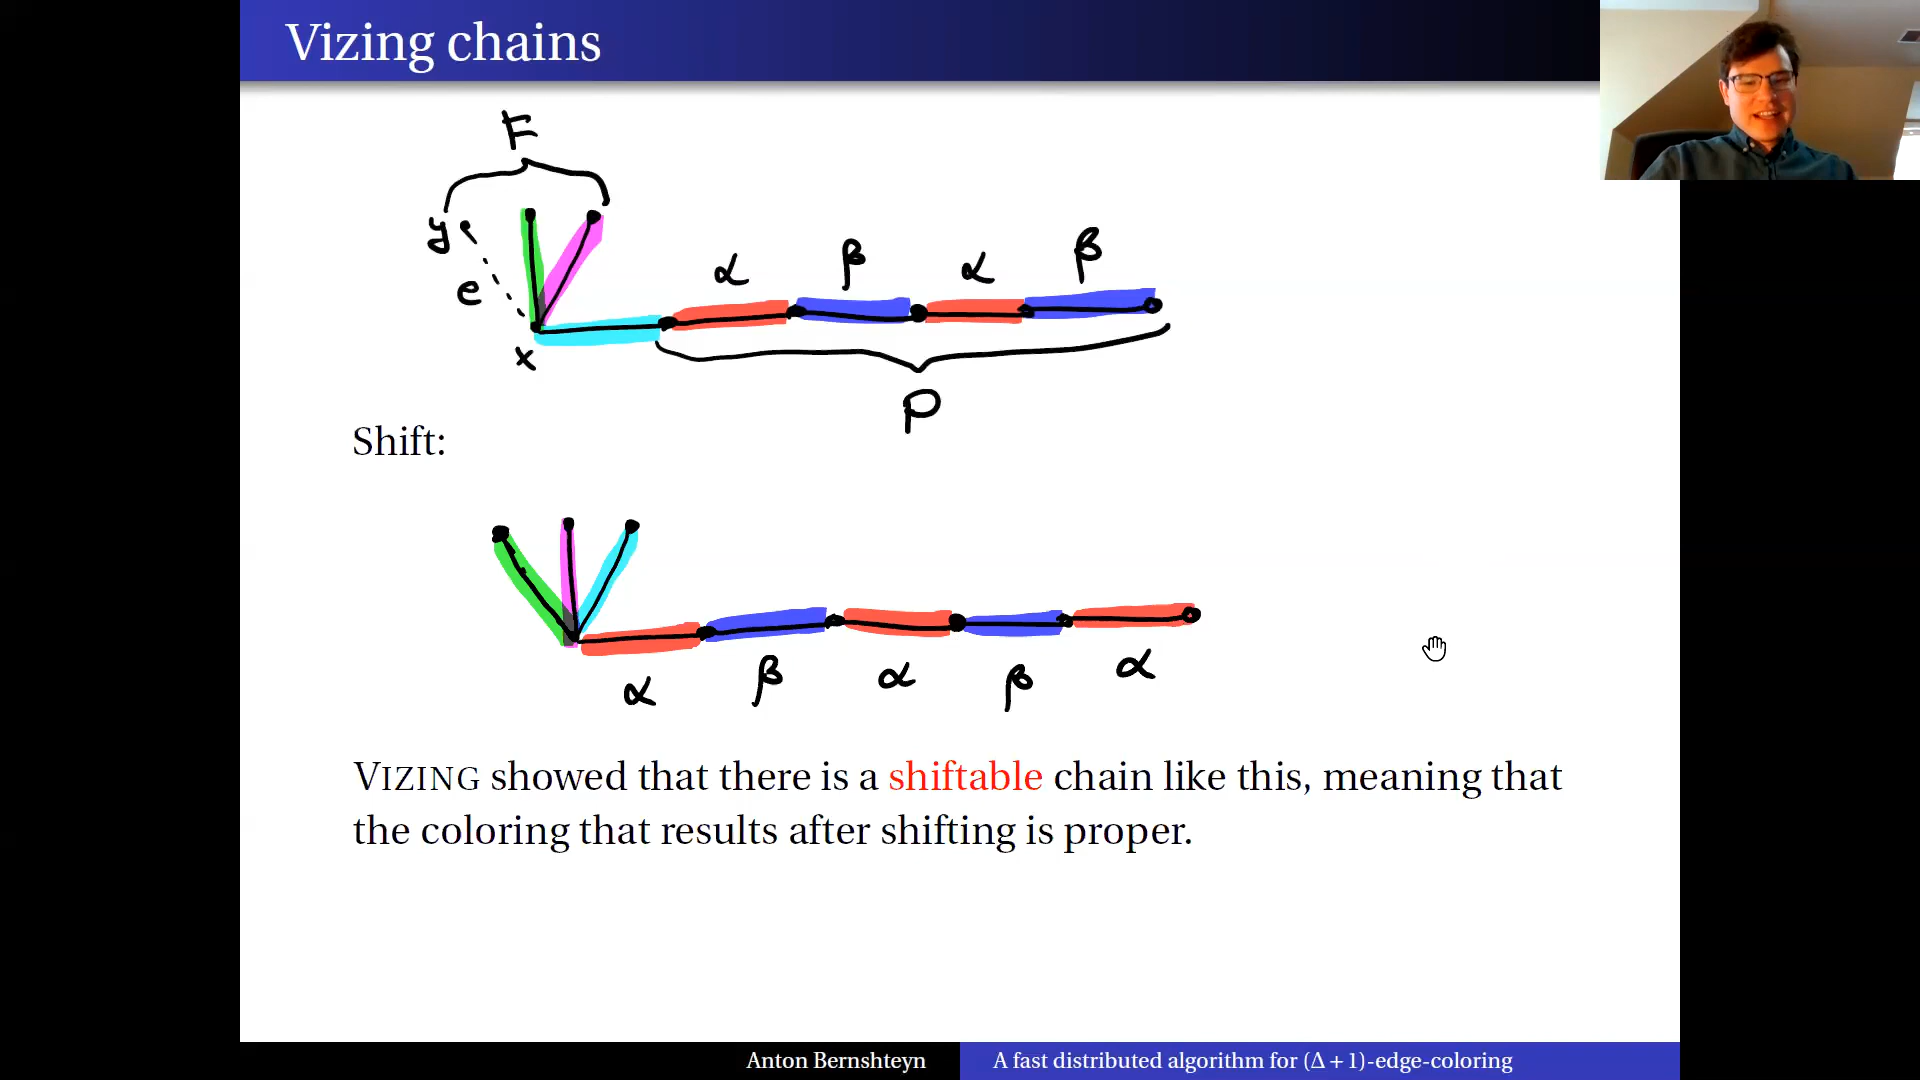 Vizing chains
F
y
e
x
α β α β
P
Shift:
α β α β α
VIZING showed that there is a shiftable chain like this, meaning that
the coloring that results after shifting is proper.
Anton Bernshteyn
A fast distributed algorithm for (Δ + 1)-edge-coloring